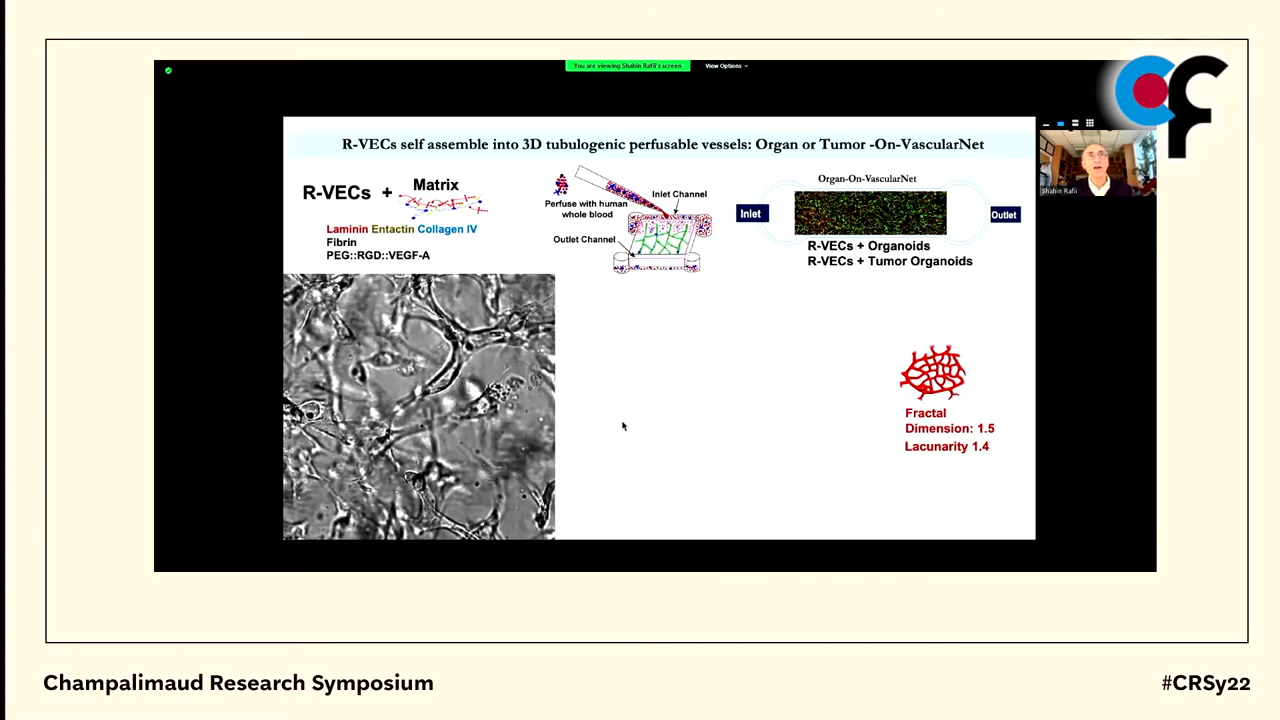 You are viewing Shahin Rafii's screen
View Options
CF
R-VECs self assemble into 3D tubulogenic perfusable vessels: Organ or Tumor -On-VascularNet
R-VECs + Matrix
Laminin Entactin Collagen IV
Fibrin
PEG::RGD::VEGF-A
Perfuse with human
whole blood
Inlet Channel
Outlet Channel
Organ-On-VascularNet
Inlet
Outlet
R-VECs + Organoids
R-VECs + Tumor Organoids
Shahin Rafii
Fractal
Dimension: 1.5
Lacunarity 1.4
Champalimaud Research Symposium
#CRSy22